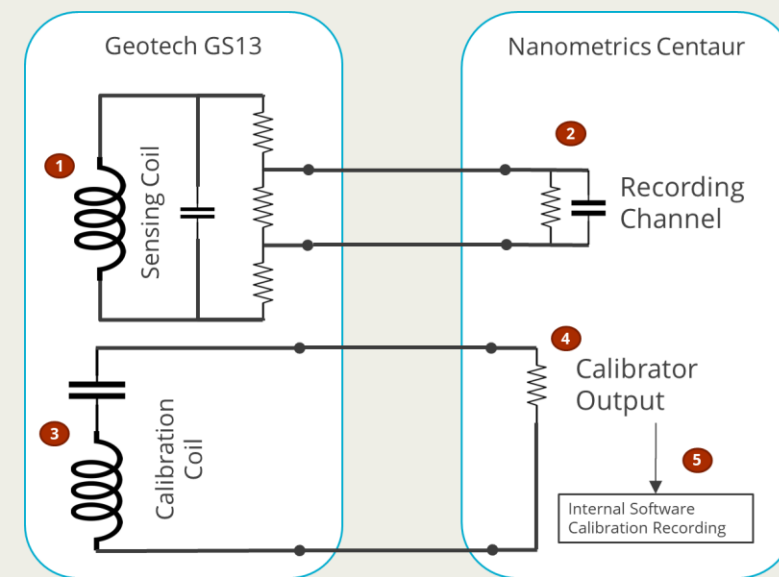 Geotech GS13
Nanometrics Centaur
1
Sensing Coil
2
Recording
Channel
3
Calibration
Coil
4
Calibrator
Output
5
Internal Software
Calibration Recording